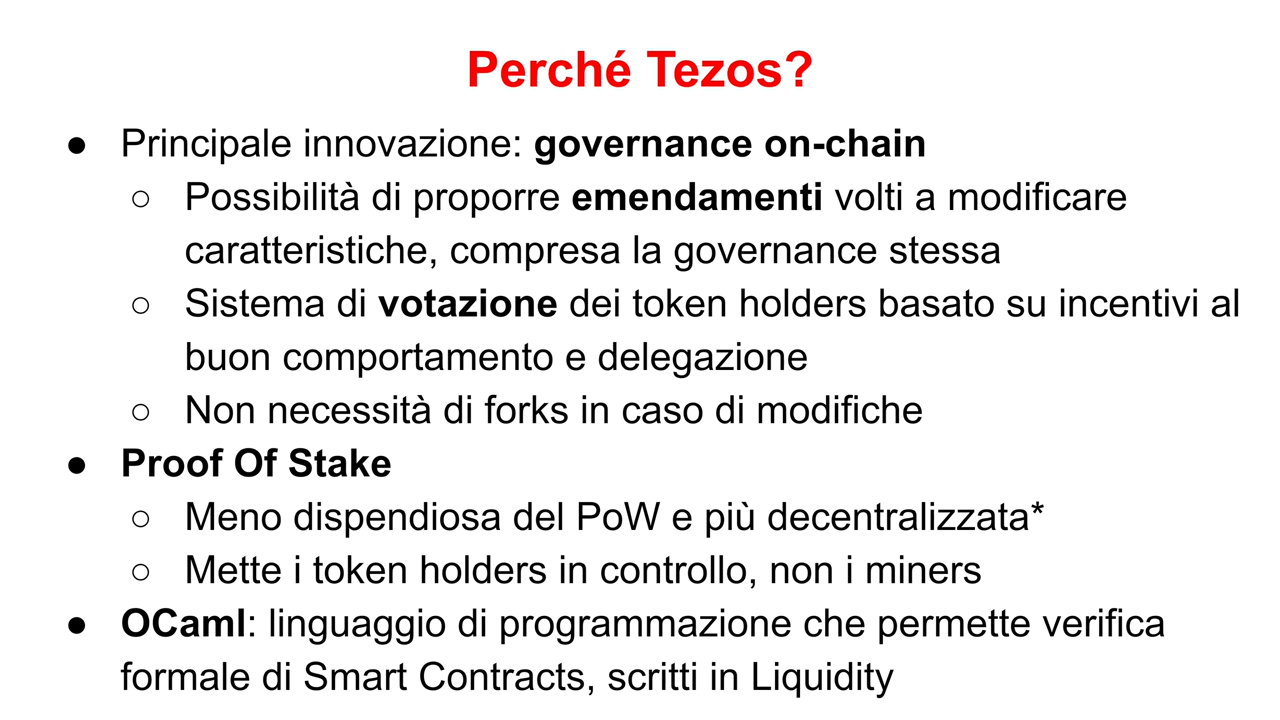 Perché Tezos?
● Principale innovazione: governance on-chain
○ Possibilità di proporre emendamenti volti a modificare
caratteristiche, compresa la governance stessa
○ Sistema di votazione dei token holders basato su incentivi al
buon comportamento e delegazione
○ Non necessità di forks in caso di modifiche
● Proof Of Stake
○ Meno dispendiosa del PoW e più decentralizzata*
○ Mette i token holders in controllo, non i miners
● OCaml: linguaggio di programmazione che permette verifica
formale di Smart Contracts, scritti in Liquidity